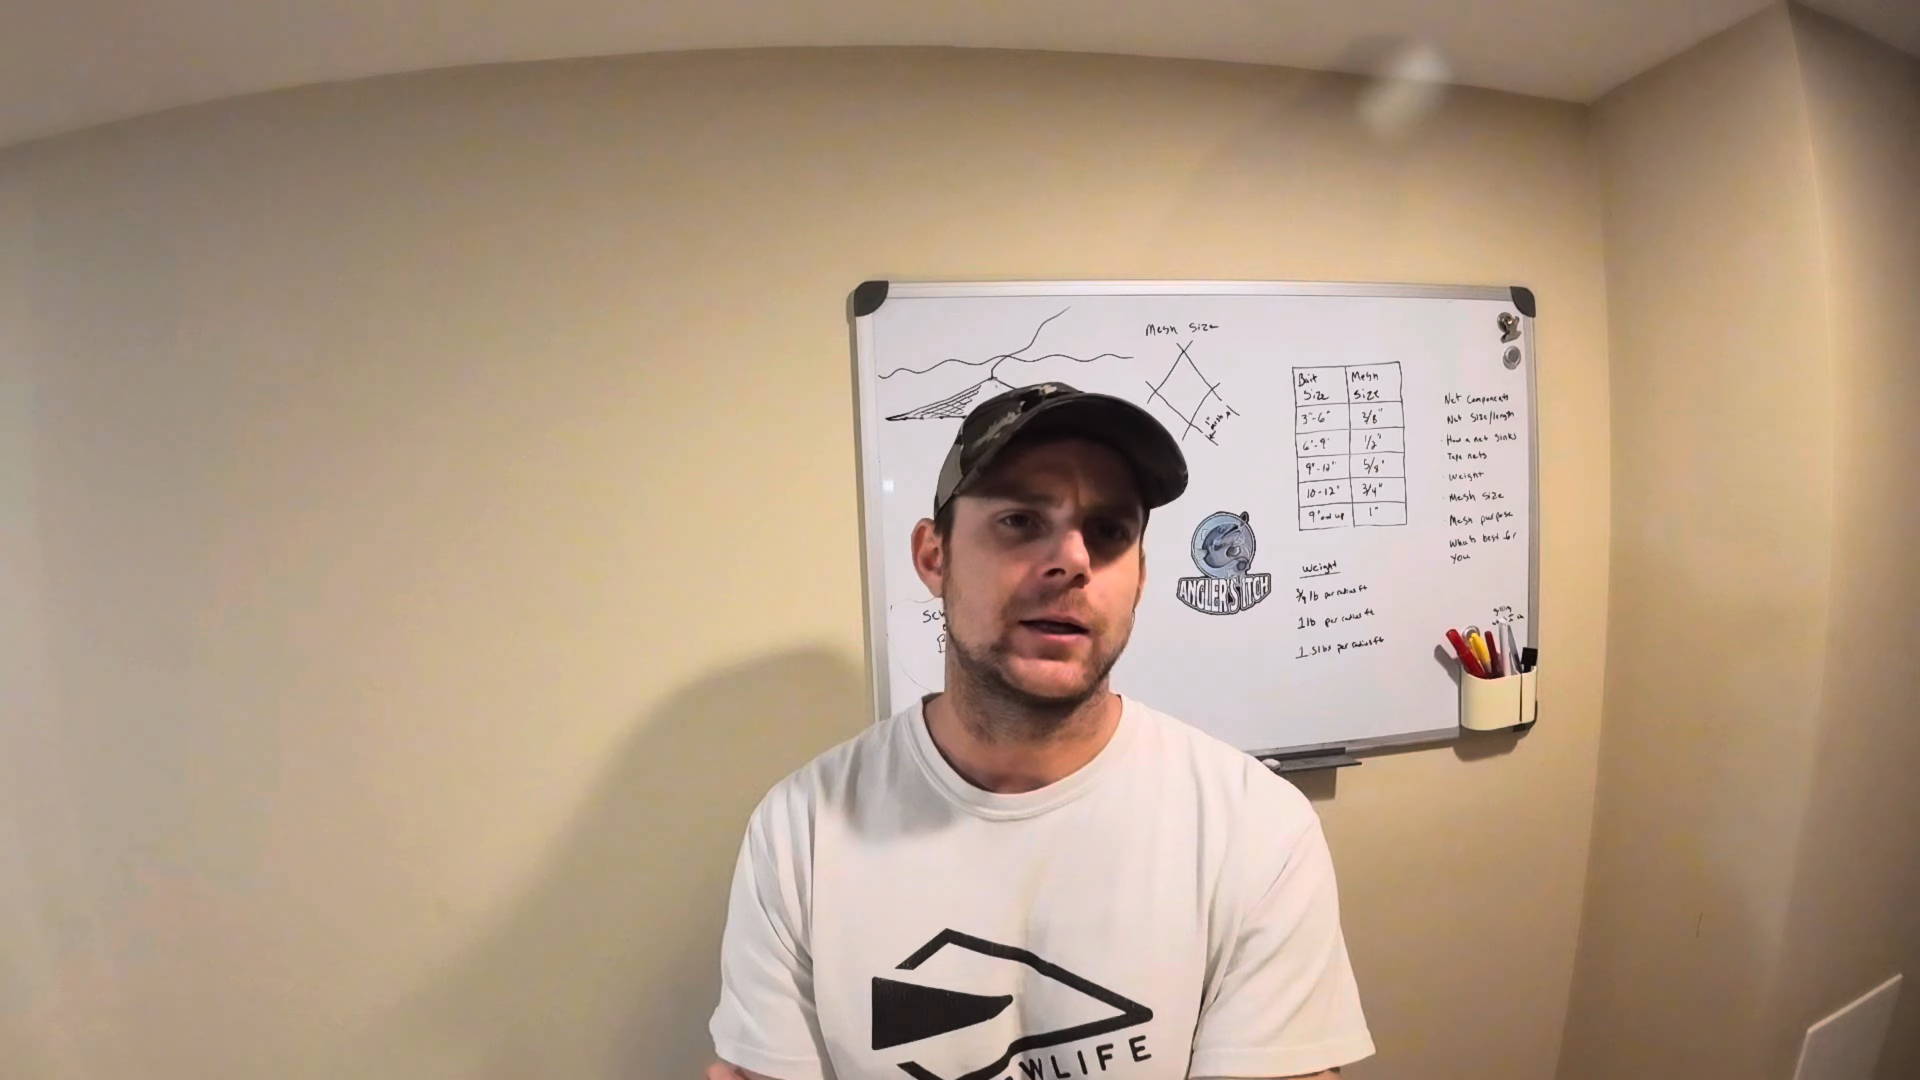 Mesh Size
1"
Bait Size
Mesh Size
3"-6"
3/8"
6"-9"
1/2"
9"-12"
5/8"
10-12"
3/4"
9" and up
1"
Net Components
Net Size/length
How a net sinks
Tape nets
Weight
Mesh Size
Mesh purpose
Whats best for
You
ANGLER'S ITCH
Weight
3/4 lb per radius ft
1 lb per radius ft
1.5 lbs per radius ft
WLIFE